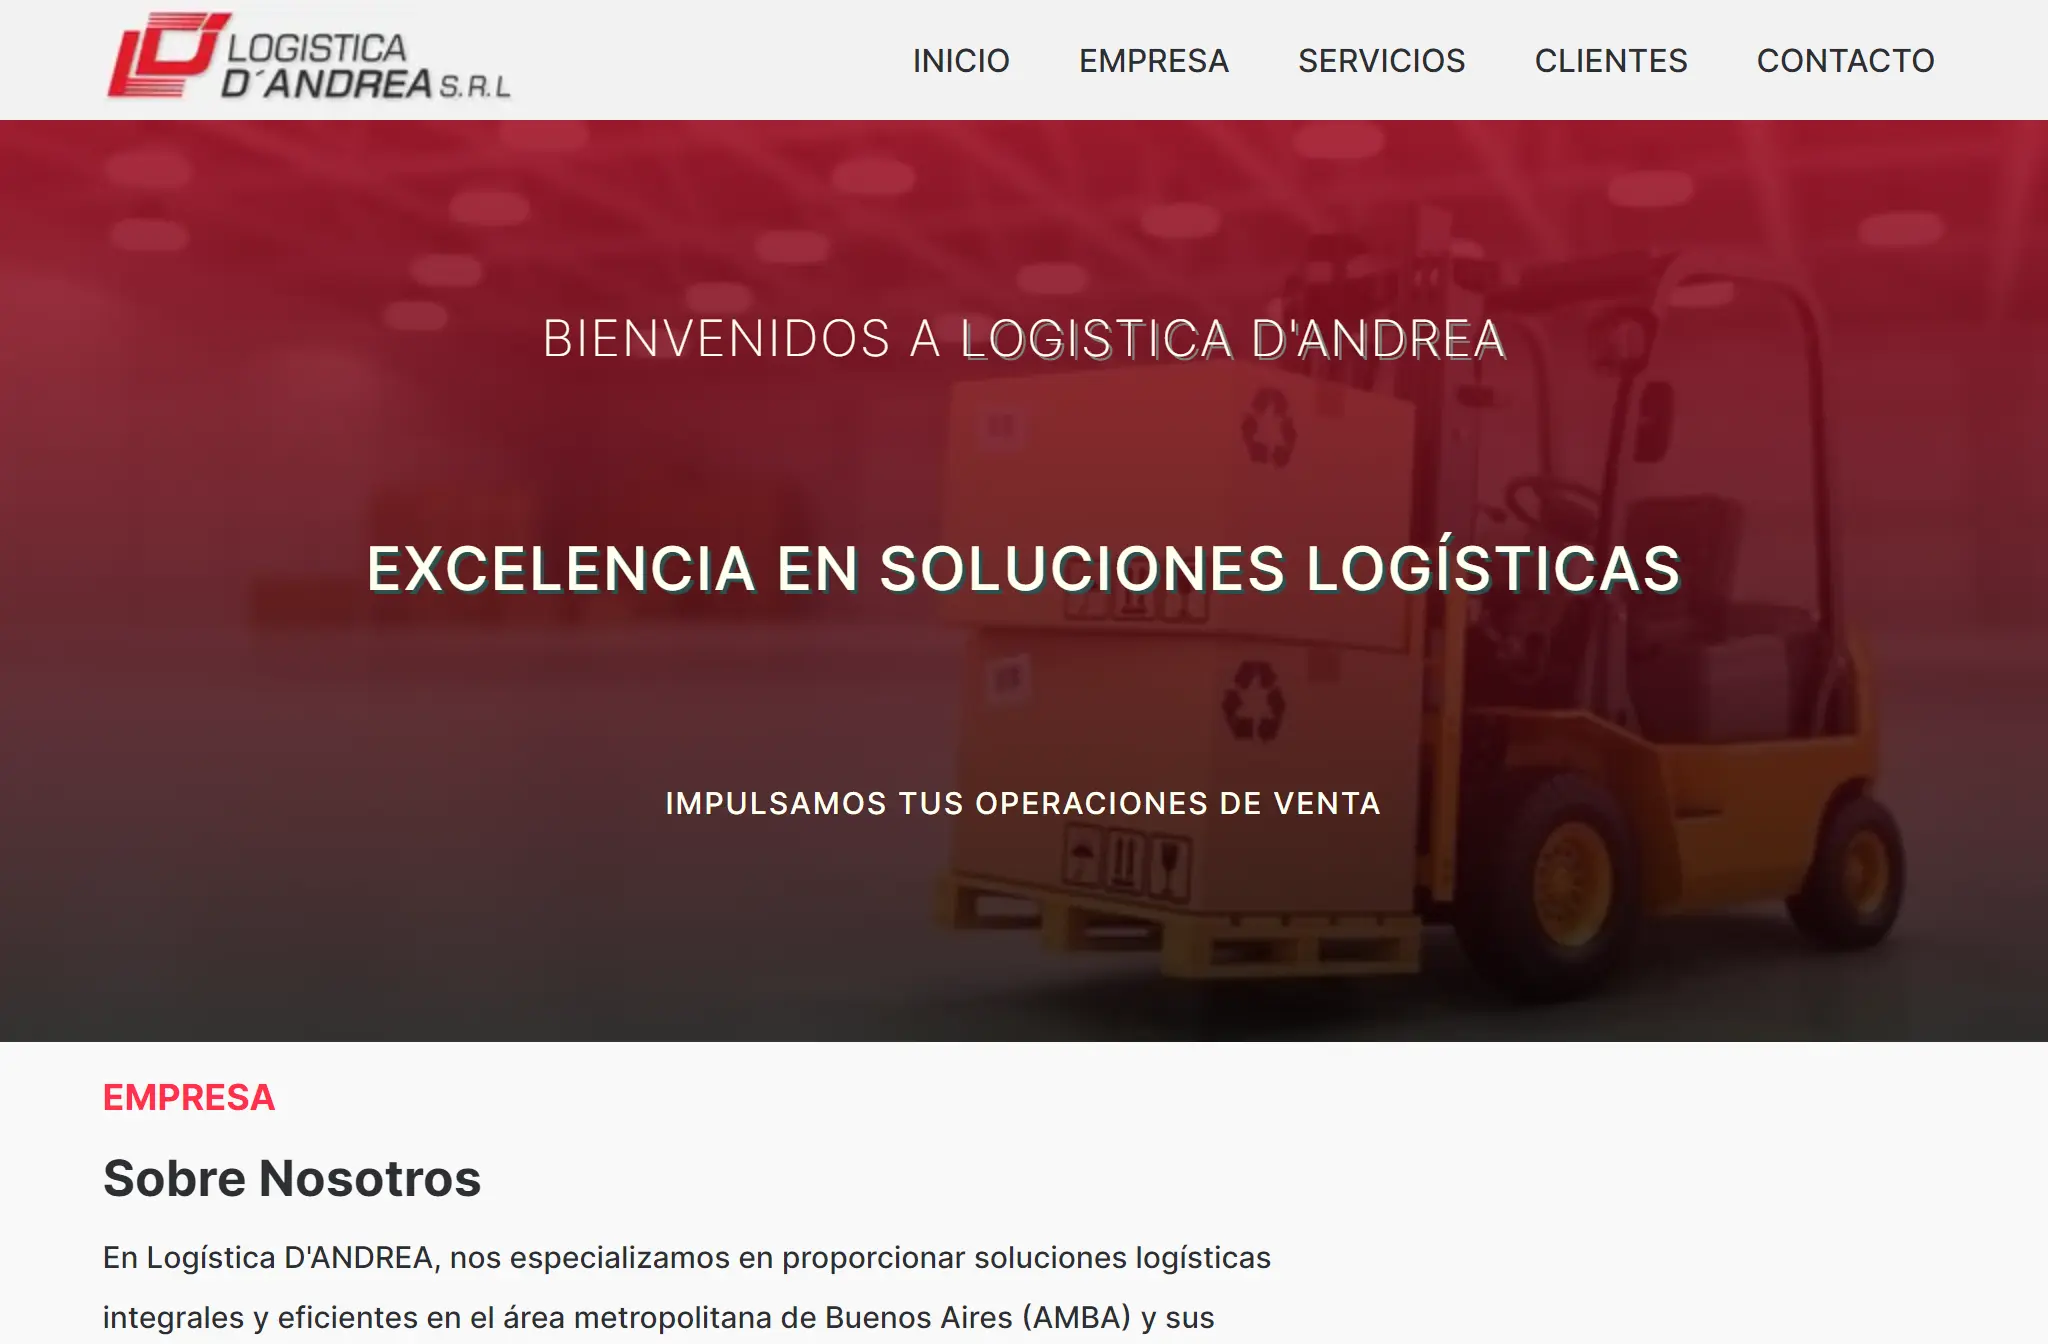 LOGISTICA
D´ANDREA S.R.L
INICIO EMPRESA SERVICIOS CLIENTES CONTACTO
BIENVENIDOS A LOGISTICA D'ANDREA
EXCELENCIA EN SOLUCIONES LOGÍSTICAS
IMPULSAMOS TUS OPERACIONES DE VENTA
EMPRESA
Sobre Nosotros
En Logística D'ANDREA, nos especializamos en proporcionar soluciones logísticas
integrales y eficientes en el área metropolitana de Buenos Aires (AMBA) y sus